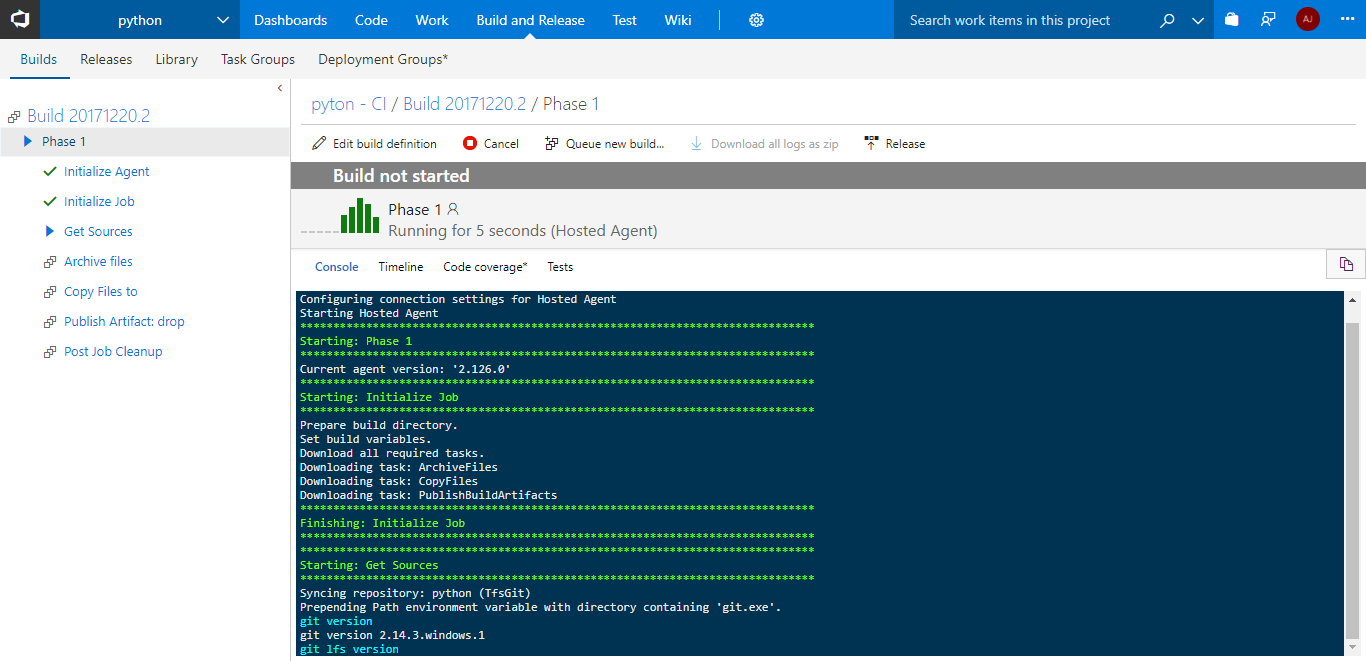 python
Dashboards Code Work Build and Release Test Wiki
Search work items in this project
AJ
Builds Releases Library Task Groups Deployment Groups*
Build 20171220.2
Phase 1
Initialize Agent
Initialize Job
Get Sources
Archive files
Copy Files to
Publish Artifact: drop
Post Job Cleanup
pyton - CI / Build 20171220.2 / Phase 1
Edit build definition Cancel Queue new build... Download all logs as zip Release
Build not started
Phase 1
Running for 5 seconds (Hosted Agent)
Console Timeline Code coverage* Tests
Configuring connection settings for Hosted Agent
Starting Hosted Agent
******************************************************************************
Starting: Phase 1
******************************************************************************
Current agent version: '2.126.0'
******************************************************************************
Starting: Initialize Job
******************************************************************************
Prepare build directory.
Set build variables.
Download all required tasks.
Downloading task: ArchiveFiles
Downloading task: CopyFiles
Downloading task: PublishBuildArtifacts
******************************************************************************
Finishing: Initialize Job
******************************************************************************
******************************************************************************
Starting: Get Sources
******************************************************************************
Syncing repository: python (TfsGit)
Prepending Path environment variable with directory containing 'git.exe'.
git version
git version 2.14.3.windows.1
git lfs version